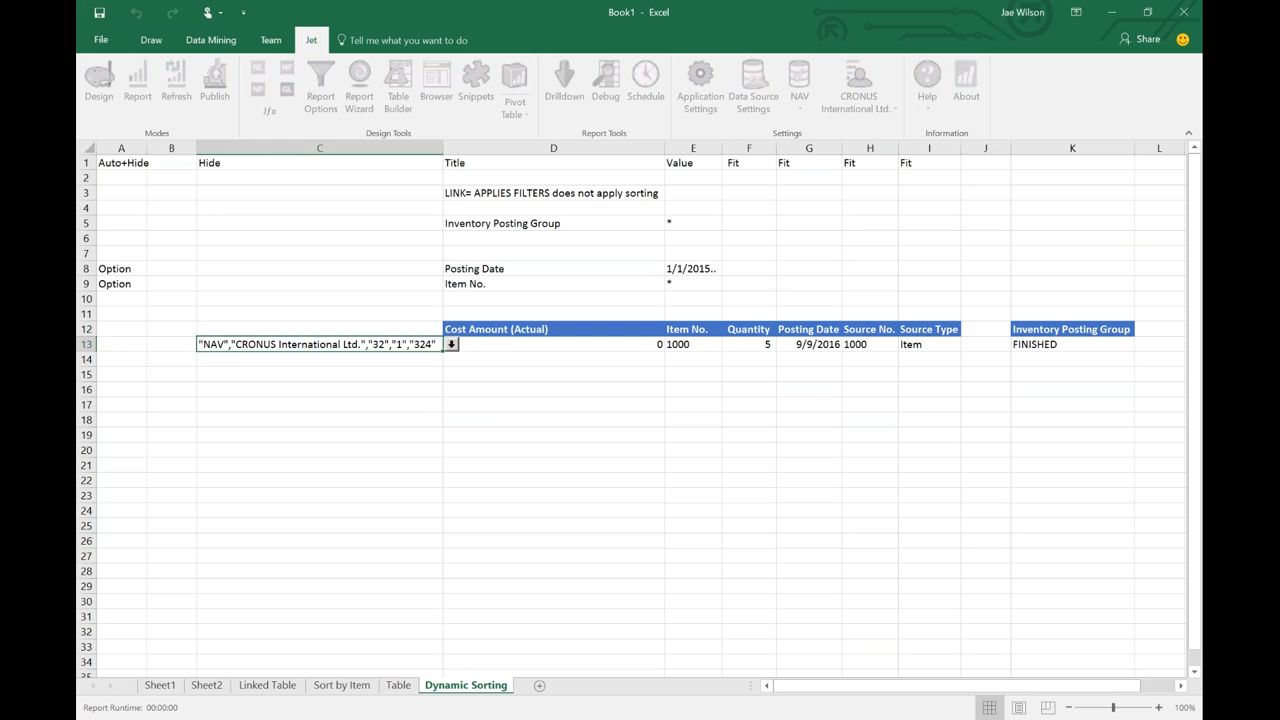 Book1 - Excel
Jae Wilson
File Draw Data Mining Team Jet Tell me what you want to do Share
Design Report Refresh Publish
Modes
NL NF NP GL
Jfx
Report Options
Report Wizard
Table Builder
Browser
Snippets
Pivot Table
Design Tools
Drilldown Debug Schedule
Report Tools
Application Settings
Data Source Settings
NAV
CRONUS International Ltd.
Settings
Help About
Information
A B C D E F G H I J K L
1 Auto+Hide Hide Title Value Fit Fit Fit Fit
2
3 LINK= APPLIES FILTERS does not apply sorting
4
5 Inventory Posting Group *
6
7
8 Option Posting Date 1/1/2015..
9 Option Item No. *
10
11
12 Cost Amount (Actual) Item No. Quantity Posting Date Source No. Source Type Inventory Posting Group
13 "NAV","CRONUS International Ltd.","32","1","324" 0 1000 5 9/9/2016 1000 Item FINISHED
14
15
16
17
18
19
20
21
22
23
24
25
26
27
28
29
30
31
32
33
34
35
Sheet1 Sheet2 Linked Table Sort by Item Table Dynamic Sorting
Report Runtime: 00:00:00 100%